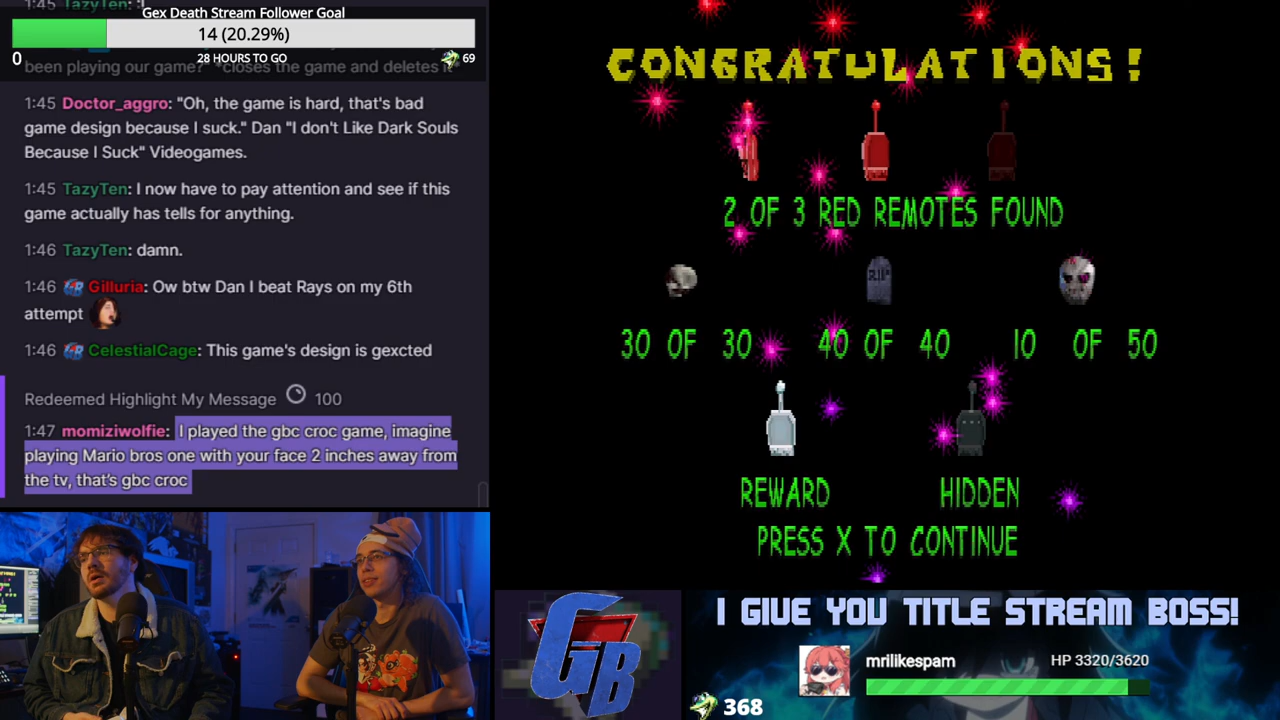 1:45 TazyTen: :(
Gex Death Stream Follower Goal
14 (20.29%)
0
28 HOURS TO GO
69
been playing our game? *closes the game and deletes it*
1:45 Doctor_aggro: "Oh, the game is hard, that's bad
game design because I suck." Dan "I don't Like Dark Souls
Because I Suck" Videogames.
1:45 TazyTen: I now have to pay attention and see if this
game actually has tells for anything.
1:46 TazyTen: damn.
1:46 GB Gilluria: Ow btw Dan I beat Rays on my 6th
attempt
1:46 GB CelestialCage: This game's design is gexcted
Redeemed Highlight My Message 100
1:47 momiziwolfie: I played the gbc croc game, imagine
playing Mario bros one with your face 2 inches away from
the tv, that's gbc croc
CONGRATULATIONS!
2 OF 3 RED REMOTES FOUND
RIP
30 OF 30
40 OF 40
10 OF 50
REWARD
HIDDEN
PRESS X TO CONTINUE
GB
I GIVE YOU TITLE STREAM BOSS!
mrilikespam
HP 3320/3620
368